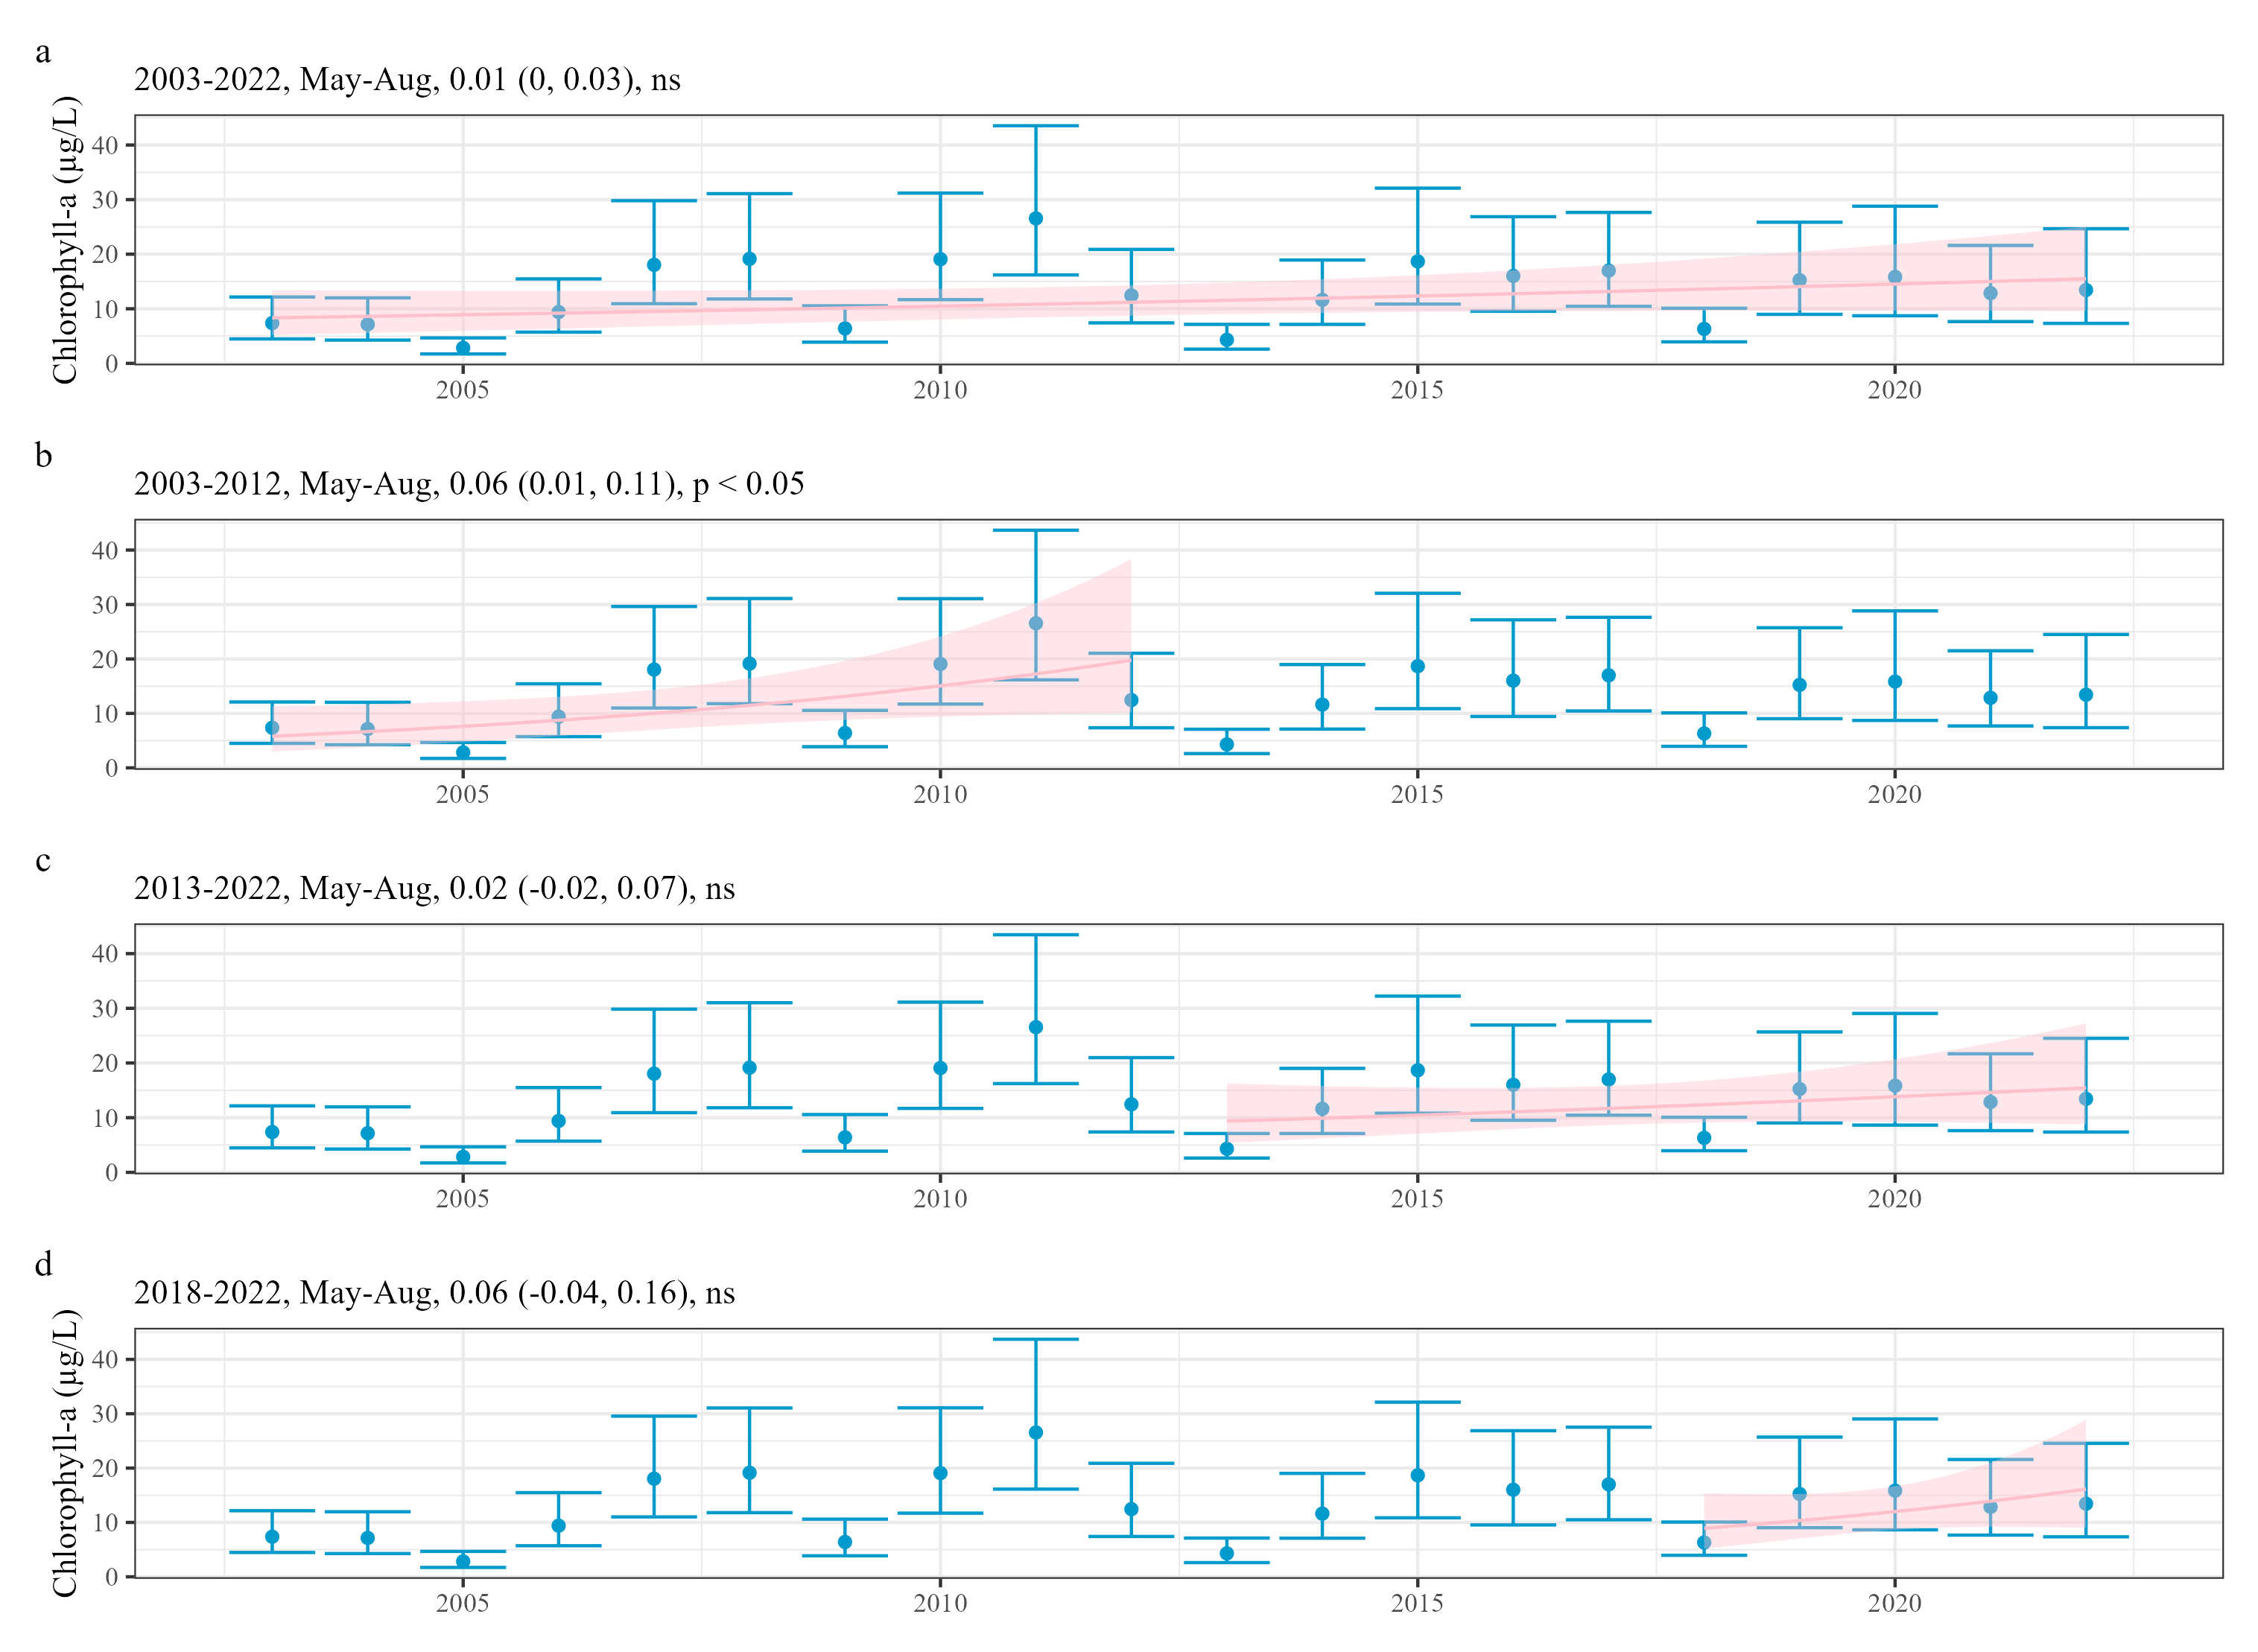 a
2003-2022, May-Aug, 0.01 (0, 0.03), ns
Chlorophyll-a (µg/L)
40
30
20
10
0
2005 2010 2015 2020
b
2003-2012, May-Aug, 0.06 (0.01, 0.11), p < 0.05
40
30
20
10
0
2005 2010 2015 2020
c
2013-2022, May-Aug, 0.02 (-0.02, 0.07), ns
40
30
20
10
0
2005 2010 2015 2020
d
2018-2022, May-Aug, 0.06 (-0.04, 0.16), ns
Chlorophyll-a (µg/L)
40
30
20
10
0
2005 2010 2015 2020